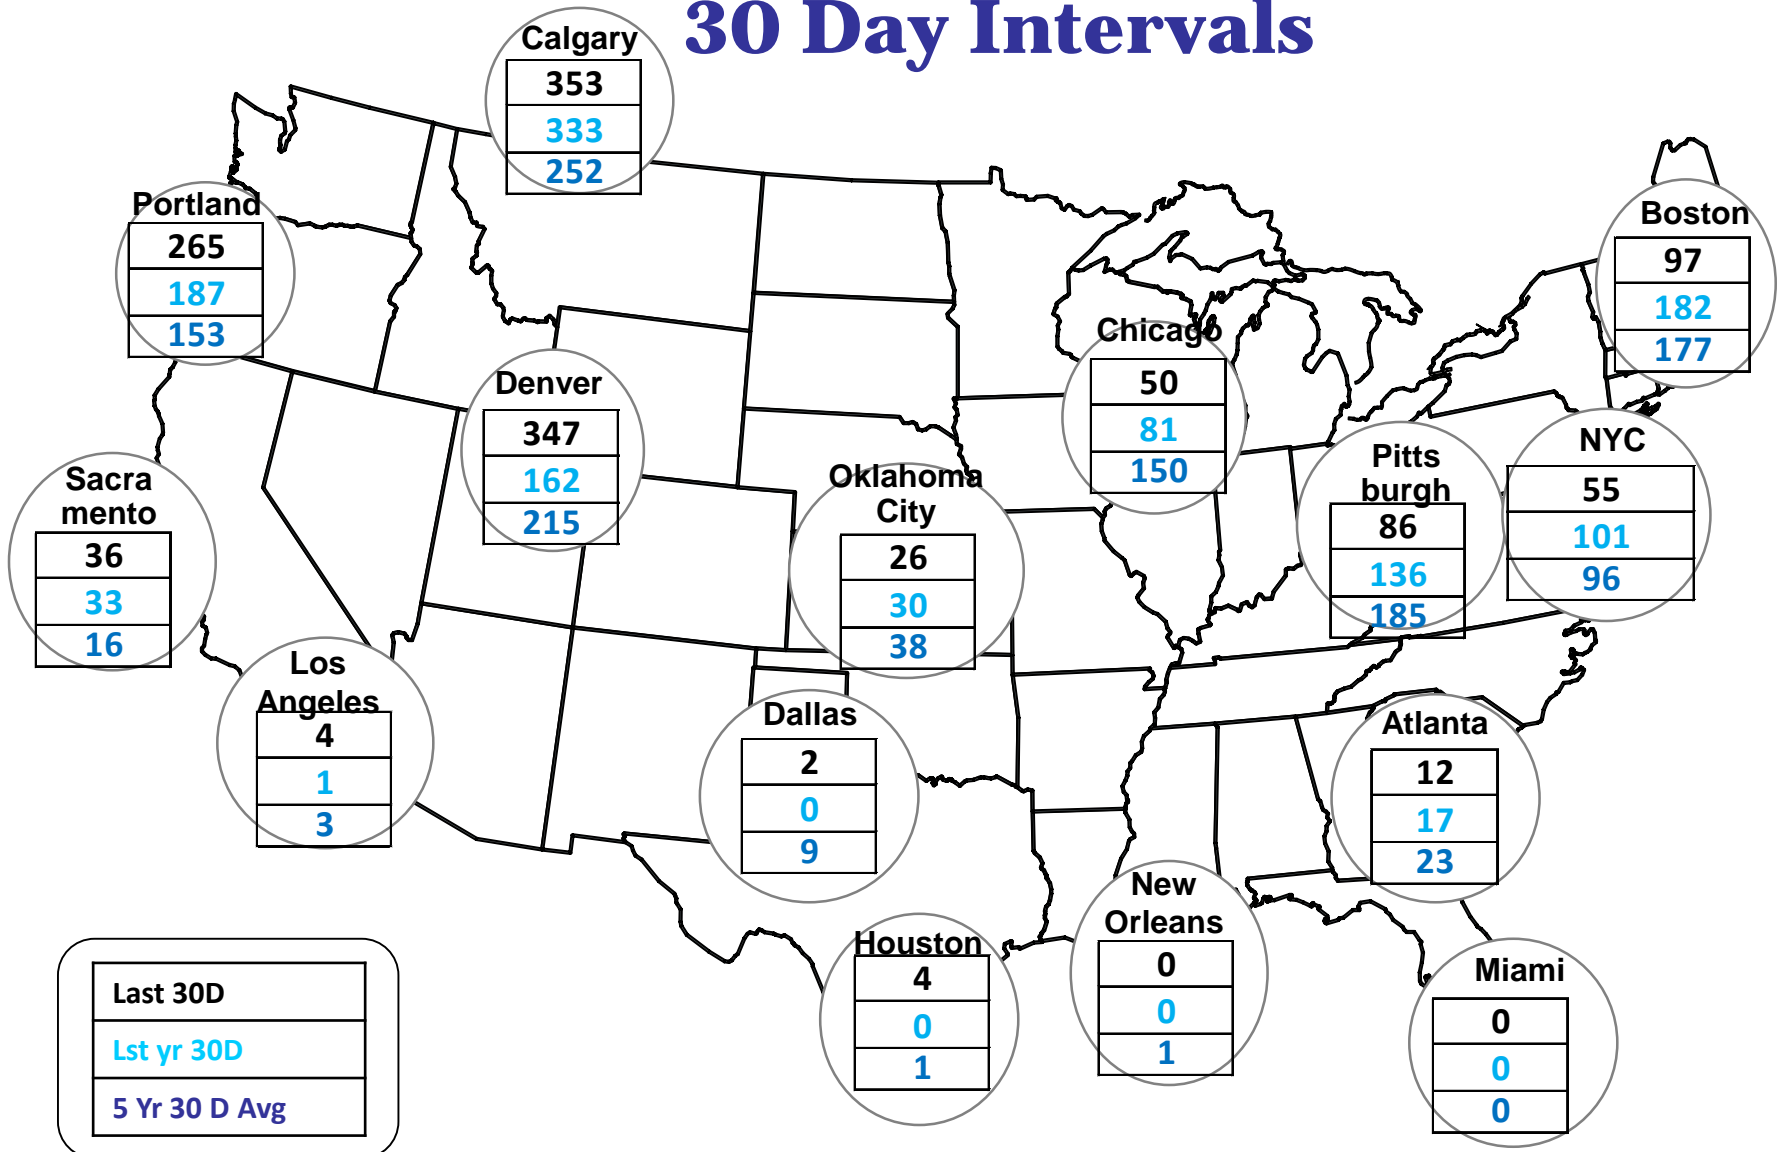 30 Day Intervals
Calgary
353
333
252
Portland
265
187
153
Boston
97
182
177
Chicago
50
81
150
Denver
347
162
215
NYC
55
101
96
Pitts
burgh
86
136
185
Sacra
mento
36
33
16
Oklahoma
City
26
30
38
Los
Angeles
4
1
3
Dallas
2
0
9
Atlanta
12
17
23
New
Orleans
0
0
1
Houston
4
0
1
Miami
0
0
0
Last 30D
Lst yr 30D
5 Yr 30 D Avg